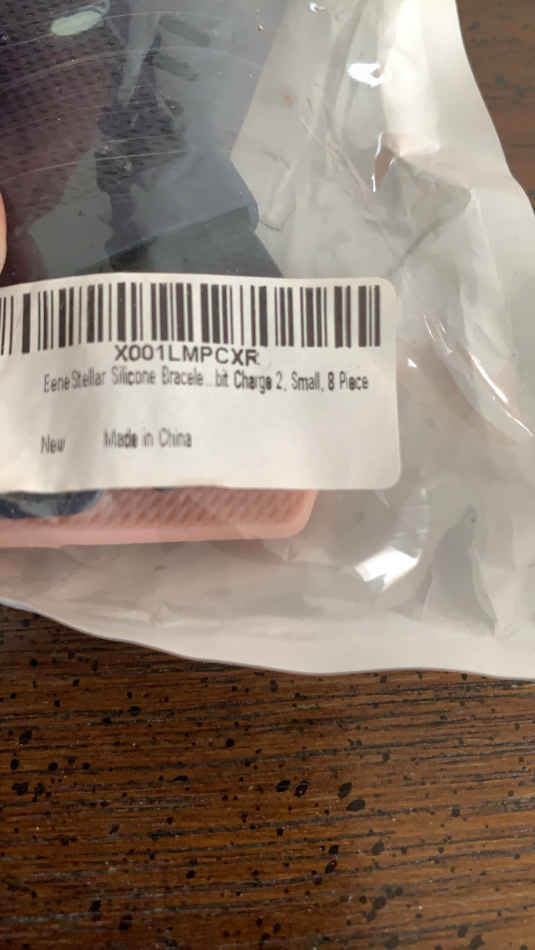 X001LMPCXR
EeneStellar Silicone Bracele...bit Charge 2, Small, 8 Piece
New Made in China